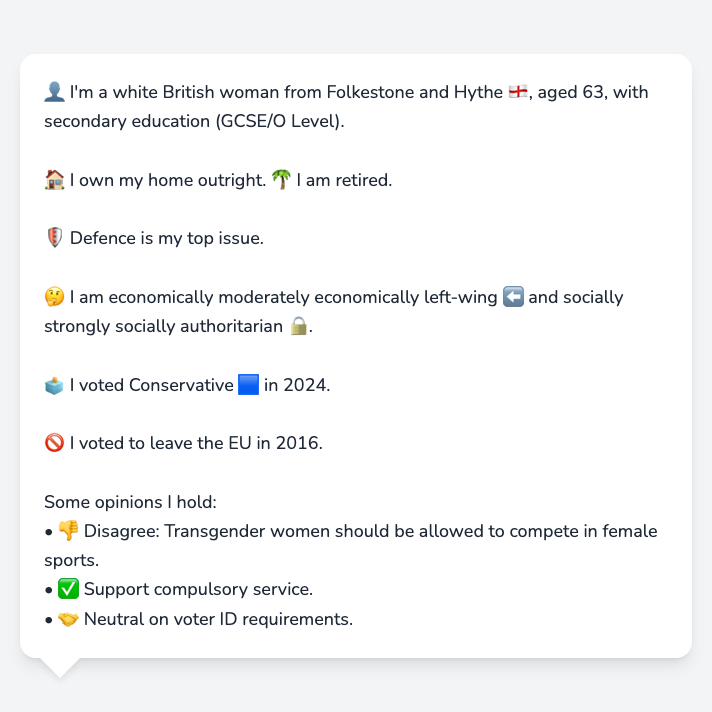 👤 I'm a white British woman from Folkestone and Hythe 🏴󠁧󠁢󠁥󠁮󠁧󠁿, aged 63, with
secondary education (GCSE/O Level).
🏠 I own my home outright. 🌴 I am retired.
🛡️ Defence is my top issue.
🤔 I am economically moderately economically left-wing ⬅️ and socially
strongly socially authoritarian 🔒.
🗳️ I voted Conservative 🟦 in 2024.
🚫 I voted to leave the EU in 2016.
Some opinions I hold:
• 👎 Disagree: Transgender women should be allowed to compete in female
sports.
• ✅ Support compulsory service.
• 🤝 Neutral on voter ID requirements.